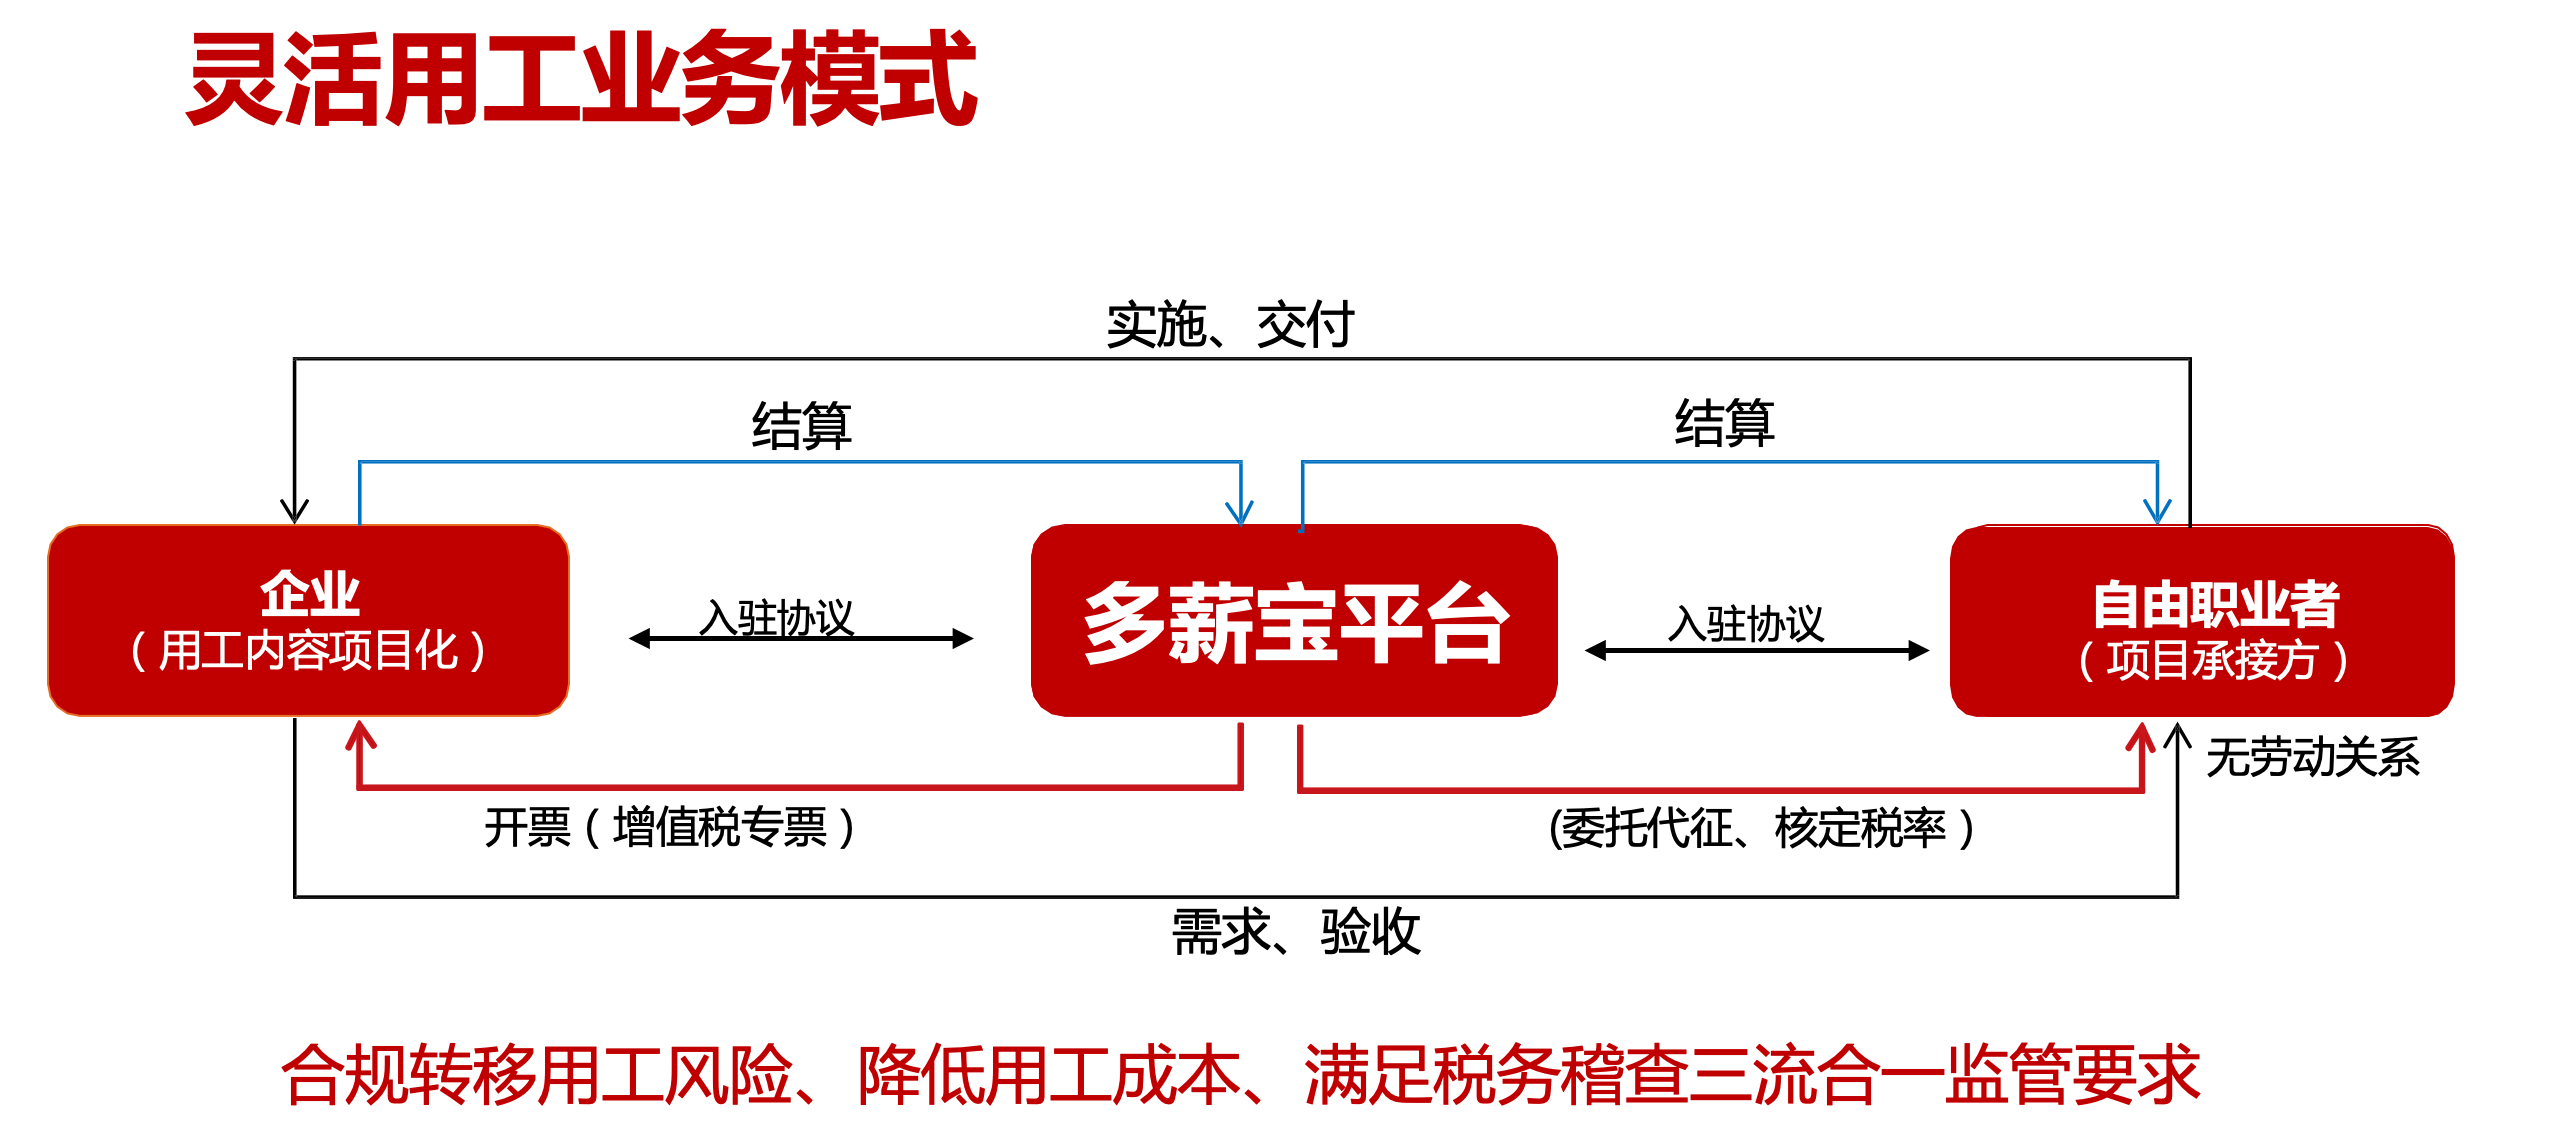 灵活用工业务模式
实施、交付
结算
结算
企业
（用工内容项目化）
入驻协议
多薪宝平台
入驻协议
自由职业者
（项目承接方）
无劳动关系
开票（增值税专票）
(委托代征、核定税率）
需求、验收
合规转移用工风险、降低用工成本、满足税务稽查三流合一监管要求